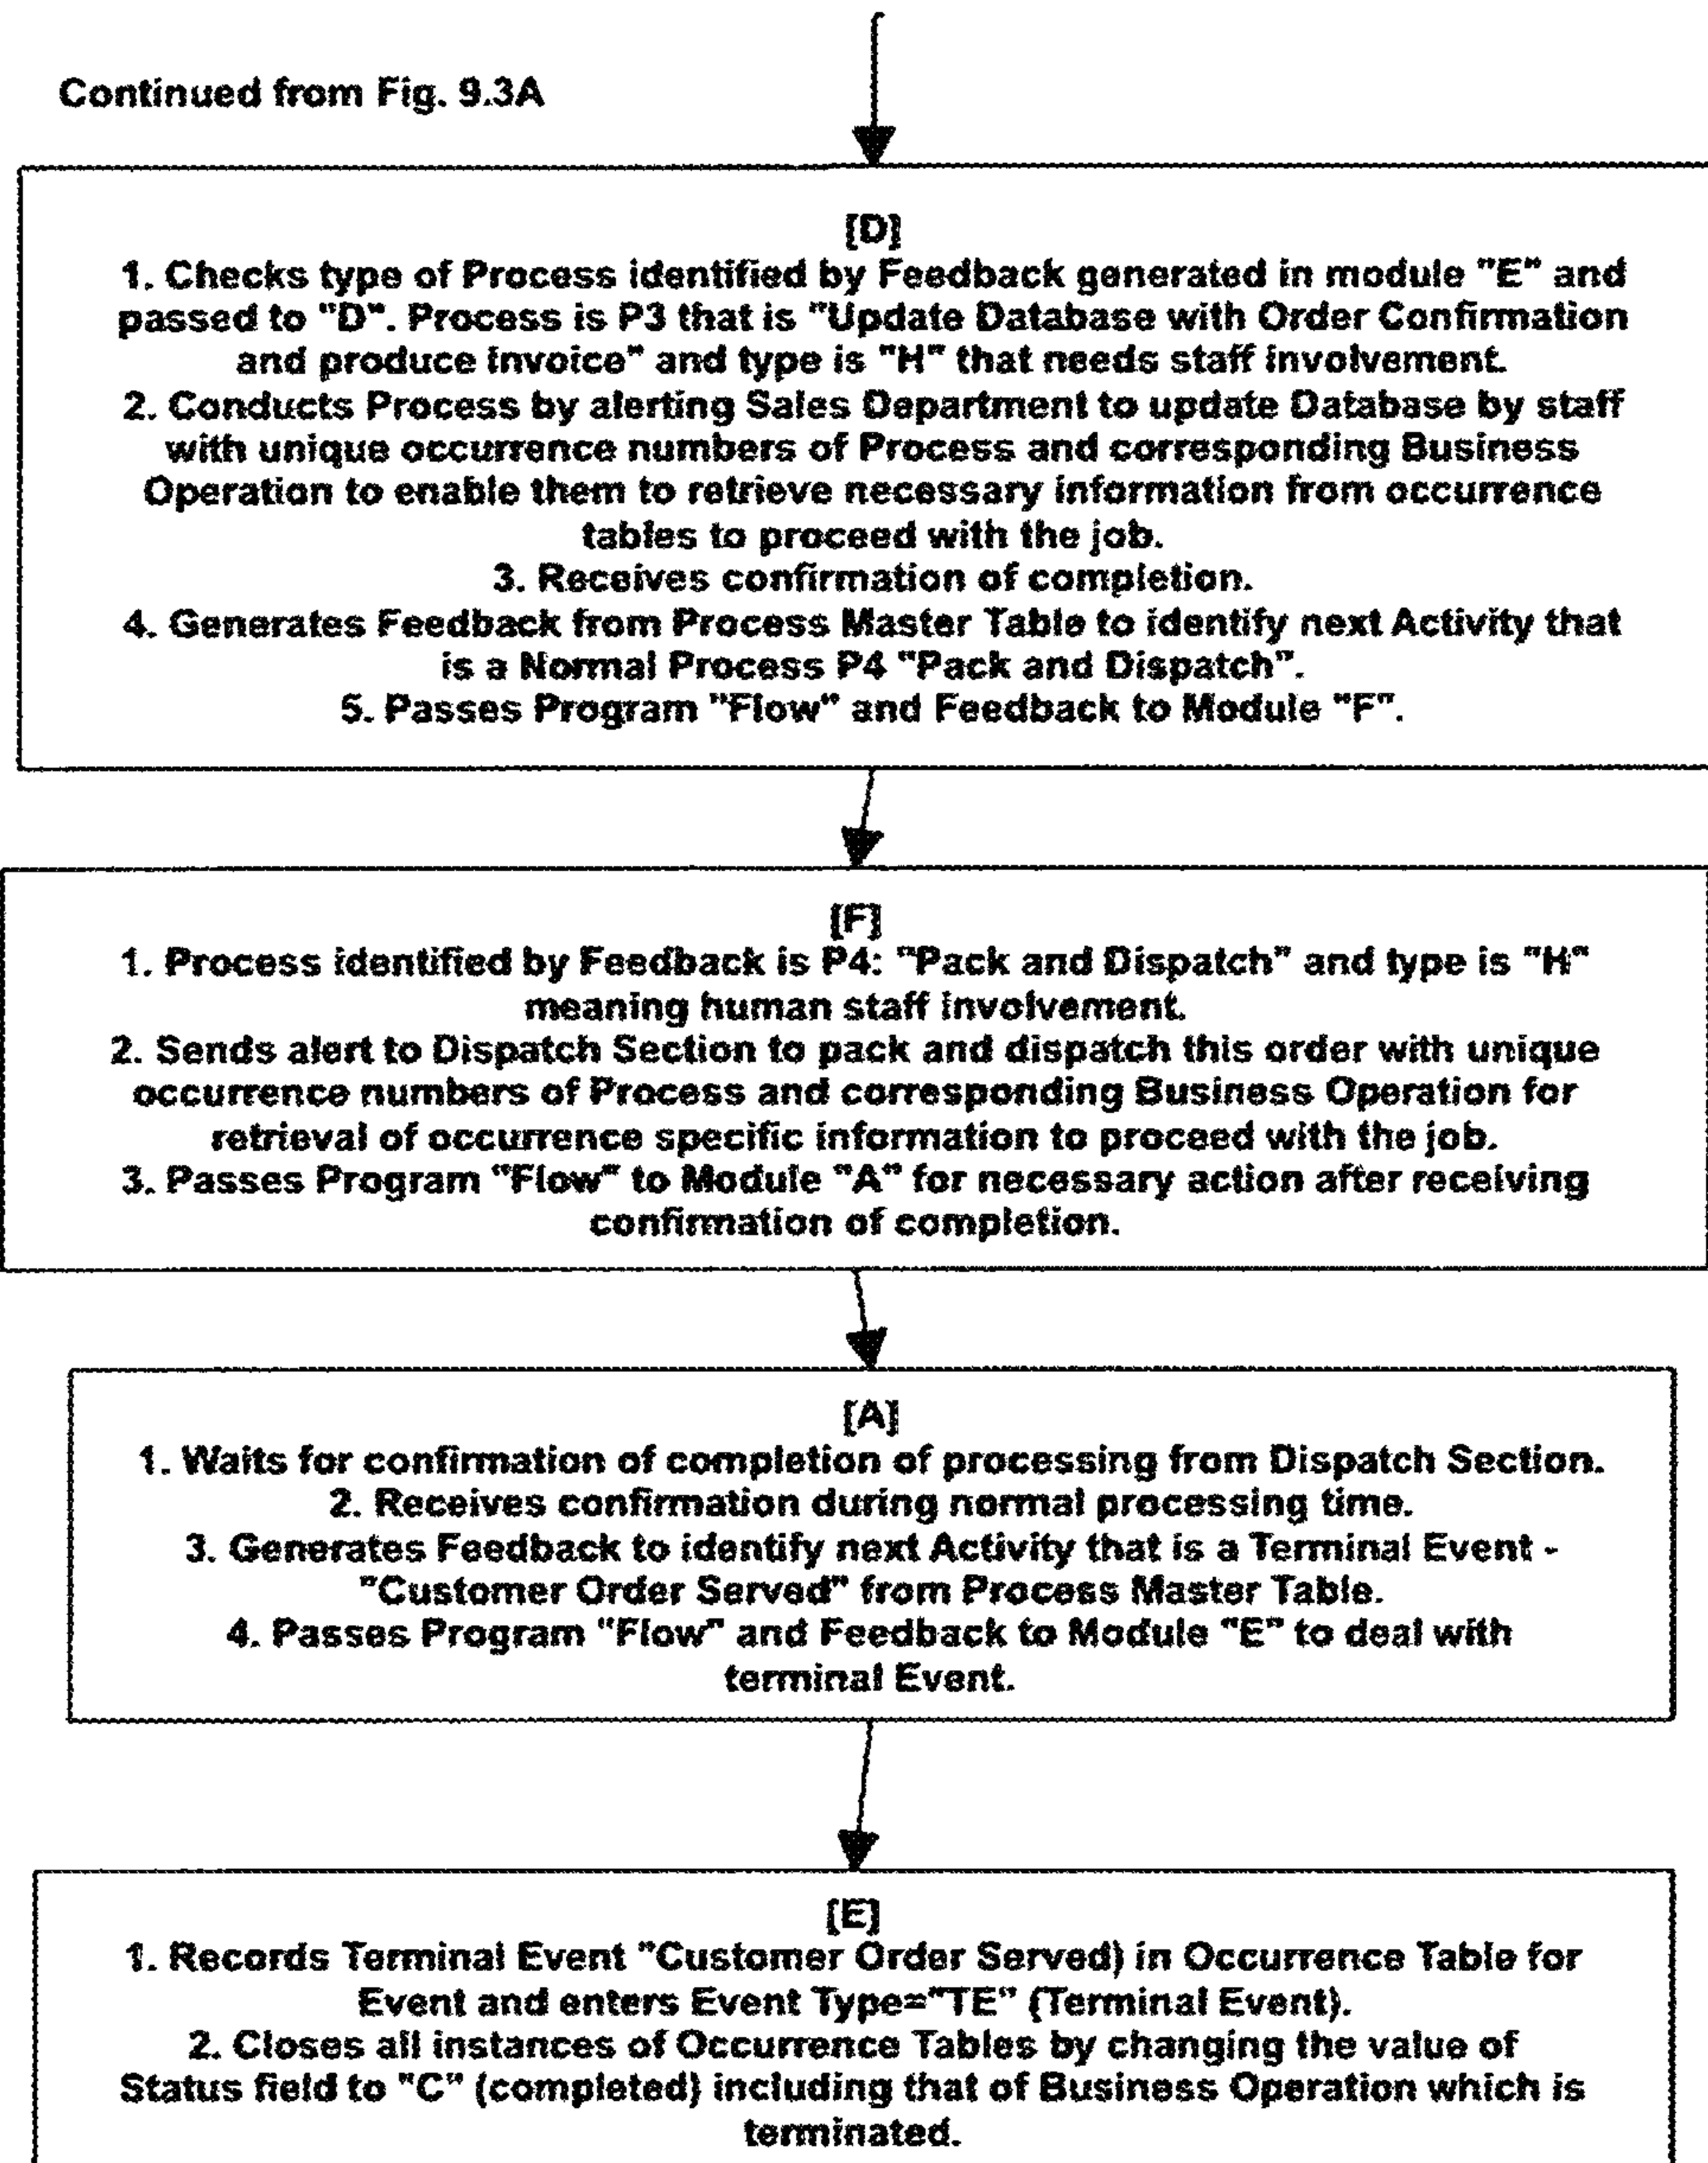 Continued from Fig. 9.3A
[D]
1. Checks type of Process identified by Feedback generated in module "E" and
passed to "D". Process is P3 that is "Update Database with Order Confirmation
and produce invoice" and type is "H" that needs staff involvement.
2. Conducts Process by alerting Sales Department to update Database by staff
with unique occurrence numbers of Process and corresponding Business
Operation to enable them to retrieve necessary information from occurrence
tables to proceed with the job.
3. Receives confirmation of completion.
4. Generates Feedback from Process Master Table to identify next Activity that
is a Normal Process P4 "Pack and Dispatch".
5. Passes Program "Flow" and Feedback to Module "F".
[F]
1. Process identified by Feedback is P4: "Pack and Dispatch" and type is "H"
meaning human staff involvement.
2. Sends alert to Dispatch Section to pack and dispatch this order with unique
occurrence numbers of Process and corresponding Business Operation for
retrieval of occurrence specific information to proceed with the job.
3. Passes Program "Flow" to Module "A" for necessary action after receiving
confirmation of completion.
[A]
1. Waits for confirmation of completion of processing from Dispatch Section.
2. Receives confirmation during normal processing time.
3. Generates Feedback to identify next Activity that is a Terminal Event -
"Customer Order Served" from Process Master Table.
4. Passes Program "Flow" and Feedback to Module "E" to deal with
terminal Event.
[E]
1. Records Terminal Event "Customer Order Served) in Occurrence Table for
Event and enters Event Type="TE" (Terminal Event).
2. Closes all instances of Occurrence Tables by changing the value of
Status field to "C" (completed) including that of Business Operation which is
terminated.